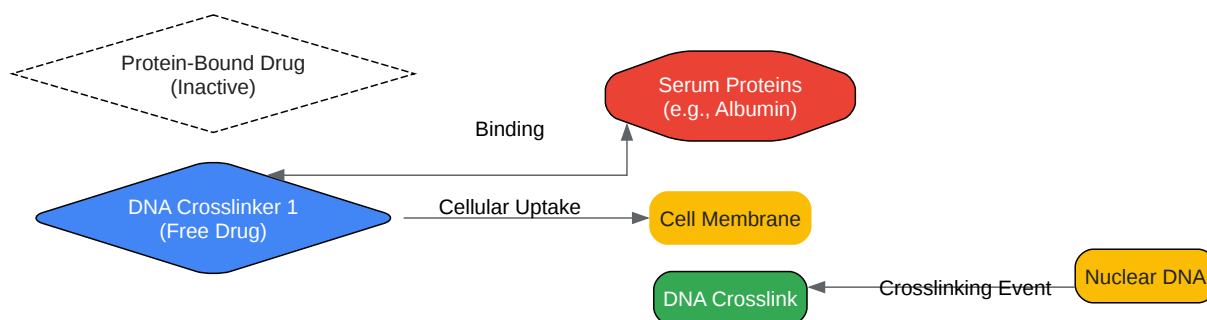 Protein-Bound Drug
(Inactive)
Serum Proteins
(e.g., Albumin)
Binding
DNA Crosslinker 1
(Free Drug)
Cellular Uptake
Cell Membrane
DNA Crosslink
Crosslinking Event
Nuclear DNA